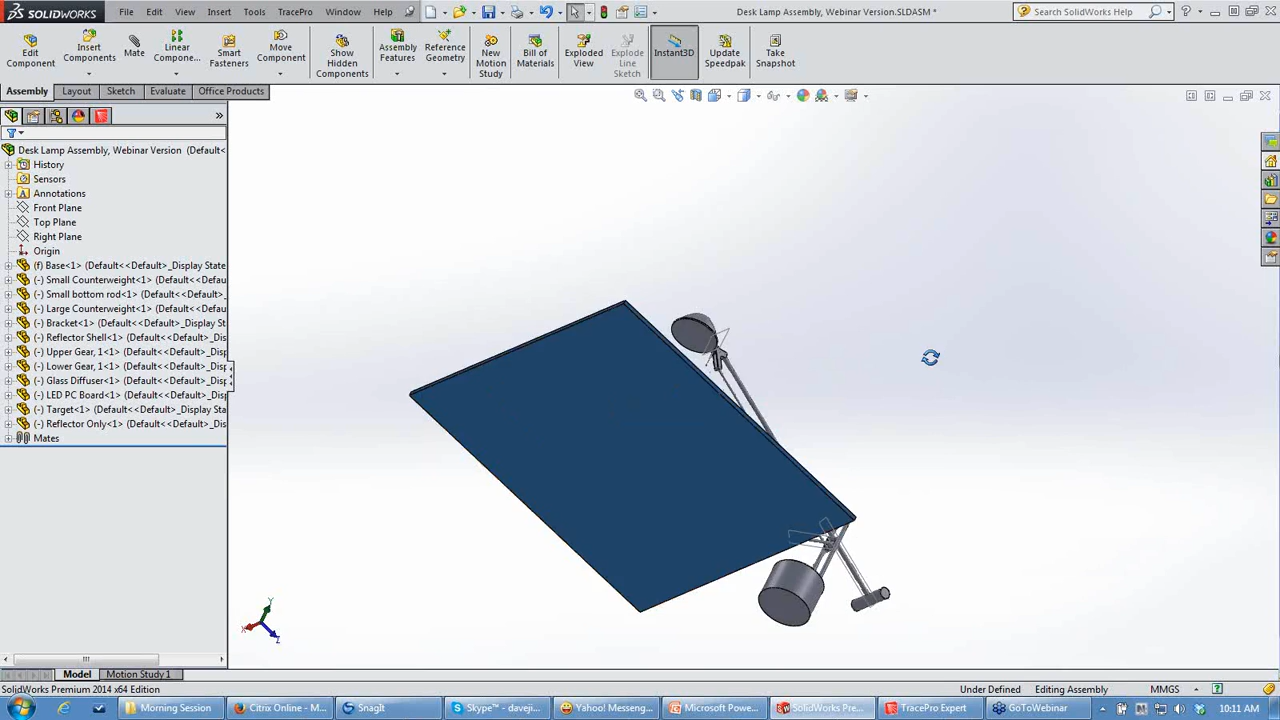 SOLIDWORKS File Edit View Insert Tools TracePro Window Help Desk Lamp Assembly, Webinar Version.SLDASM * Search SolidWorks Help
Edit Component
Insert Components
Mate
Linear Compone...
Smart Fasteners
Move Component
Show Hidden Components
Assembly Features
Reference Geometry
New Motion Study
Bill of Materials
Exploded View
Explode Line Sketch
Instant3D
Update Speedpak
Take Snapshot
Assembly Layout Sketch Evaluate Office Products
Desk Lamp Assembly, Webinar Version (Default<
History
Sensors
Annotations
Front Plane
Top Plane
Right Plane
Origin
(f) Base<1> (Default<<Default>_Display State
(-) Small Counterweight<1> (Default<<Defau
(-) Small bottom rod<1> (Default<<Default>_
(-) Large Counterweight<1> (Default<<Defau
(-) Bracket<1> (Default<<Default>_Display St
(-) Reflector Shell<1> (Default<<Default>_Dis
(-) Upper Gear, 1<1> (Default<<Default>_Disp
(-) Lower Gear, 1<1> (Default<<Default>_Disp
(-) Glass Diffuser<1> (Default<<Default>_Disp
(-) LED PC Board<1> (Default<<Default>_Disp
(-) Target<1> (Default<<Default>_Display Sta
(-) Reflector Only<1> (Default<<Default>_Dis
Mates
Y
X
Z
Model Motion Study 1
SolidWorks Premium 2014 x64 Edition Under Defined Editing Assembly MMGS
Morning Session Citrix Online - M... SnagIt Skype™ - daveji... Yahoo! Messeng... Microsoft Powe... SolidWorks Pre... TracePro Expert GoToWebinar 10:11 AM